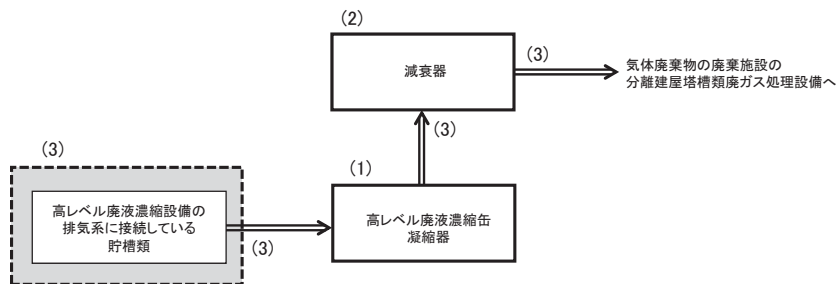 (2)
減衰器
(3)
気体廃棄物の廃棄施設の
分離建屋塔槽類廃ガス処理設備へ
(3)
(3)
(1)
高レベル廃液濃縮設備の
排気系に接続している
貯槽類
(3)
高レベル廃液濃縮缶
凝縮器